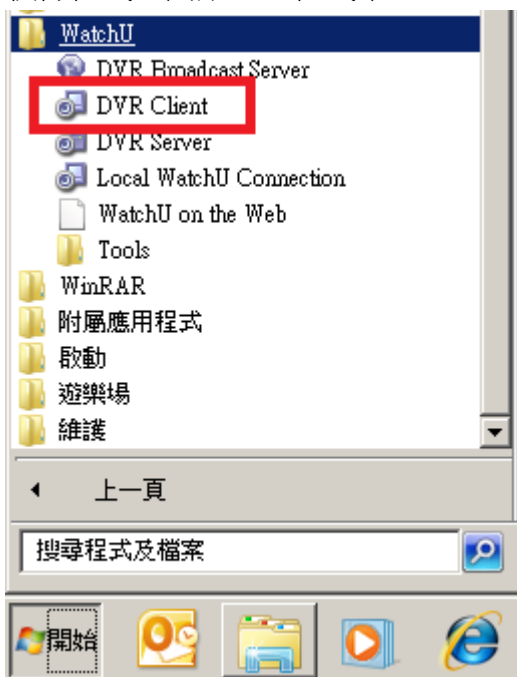 WatchU
DVR Broadcast Server
DVR Client
DVR Server
Local WatchU Connection
WatchU on the Web
Tools
WinRAR
附屬應用程式
啟動
遊樂場
維護
上一頁
搜尋程式及檔案
開始